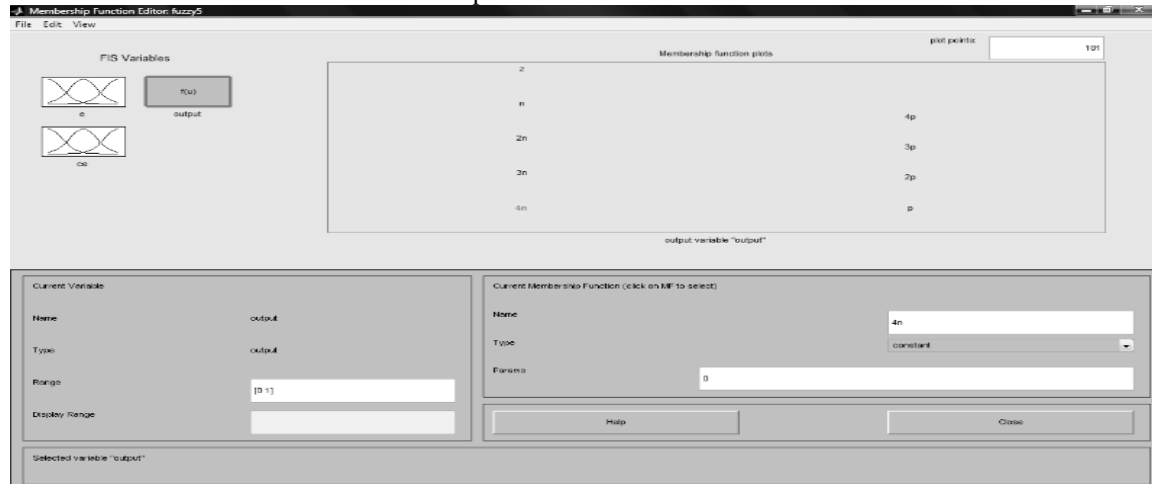 Membership Function Editor: fuzzy5
File Edit View
FIS Variables
e
f(u)
output
ce
Membership function plots
plot points:
101
z
n
2n
3n
4n
4p
3p
2p
p
output variable "output"
Current Variable
Name output
Type output
Range [0 1]
Display Range
Current Membership Function (click on MF to select)
Name 4n
Type constant
Params 0
Help Close
Selected variable "output"